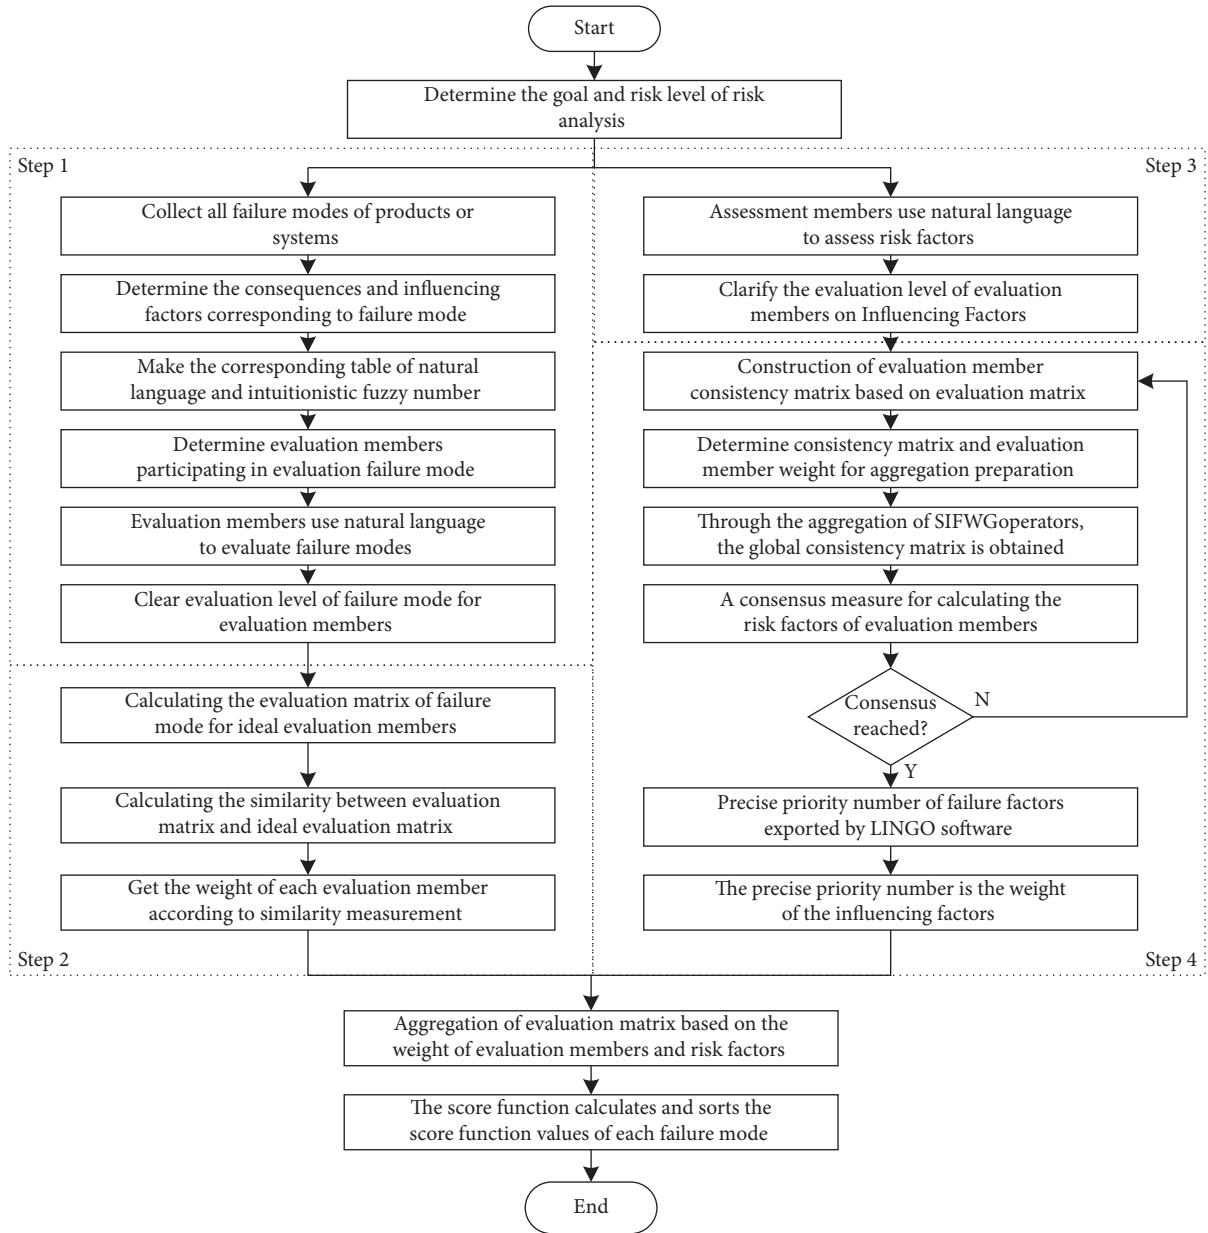 Start
Determine the goal and risk level of risk
analysis
Step 1
Collect all failure modes of products or
systems
Determine the consequences and influencing
factors corresponding to failure mode
Make the corresponding table of natural
language and intuitionistic fuzzy number
Determine evaluation members
participating in evaluation failure mode
Evaluation members use natural language
to evaluate failure modes
Clear evaluation level of failure mode for
evaluation members
Calculating the evaluation matrix of failure
mode for ideal evaluation members
Calculating the similarity between evaluation
matrix and ideal evaluation matrix
Get the weight of each evaluation member
according to similarity measurement
Step 2
Step 3
Assessment members use natural language
to assess risk factors
Clarify the evaluation level of evaluation
members on Influencing Factors
Construction of evaluation member
consistency matrix based on evaluation matrix
Determine consistency matrix and evaluation
member weight for aggregation preparation
Through the aggregation of SIFWGoperators,
the global consistency matrix is obtained
A consensus measure for calculating the
risk factors of evaluation members
Consensus
reached?
N
Y
Precise priority number of failure factors
exported by LINGO software
The precise priority number is the weight
of the influencing factors
Step 4
Aggregation of evaluation matrix based on the
weight of evaluation members and risk factors
The score function calculates and sorts the
score function values of each failure mode
End